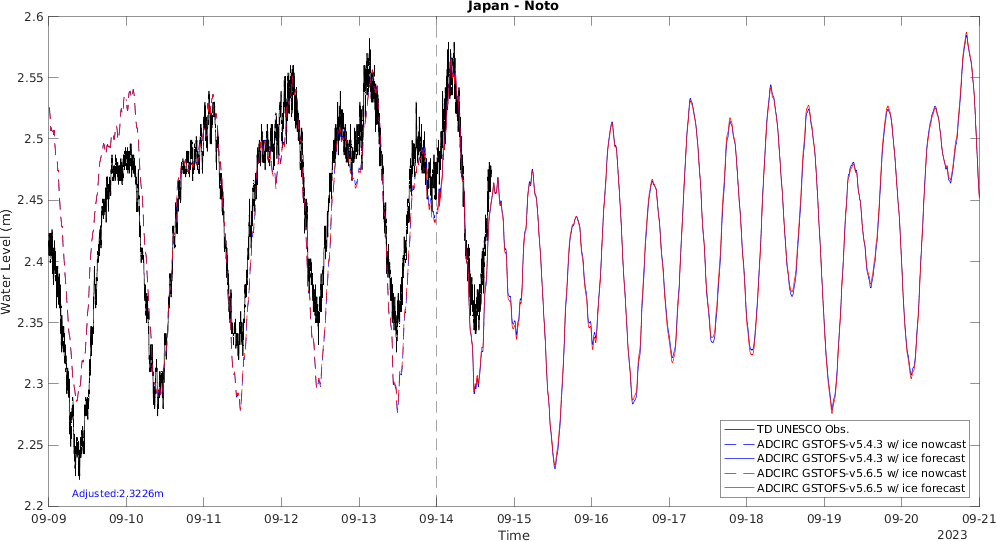 Japan - Noto
Water Level (m)
2.6
2.55
2.5
2.45
2.4
2.35
2.3
2.25
2.2
Adjusted:2.3226m
TD UNESCO Obs.
ADCIRC GSTOFS-v5.4.3 w/ ice nowcast
ADCIRC GSTOFS-v5.4.3 w/ ice forecast
ADCIRC GSTOFS-v5.6.5 w/ ice nowcast
ADCIRC GSTOFS-v5.6.5 w/ ice forecast
09-09 09-10 09-11 09-12 09-13 09-14 09-15 09-16 09-17 09-18 09-19 09-20 09-21
Time
2023